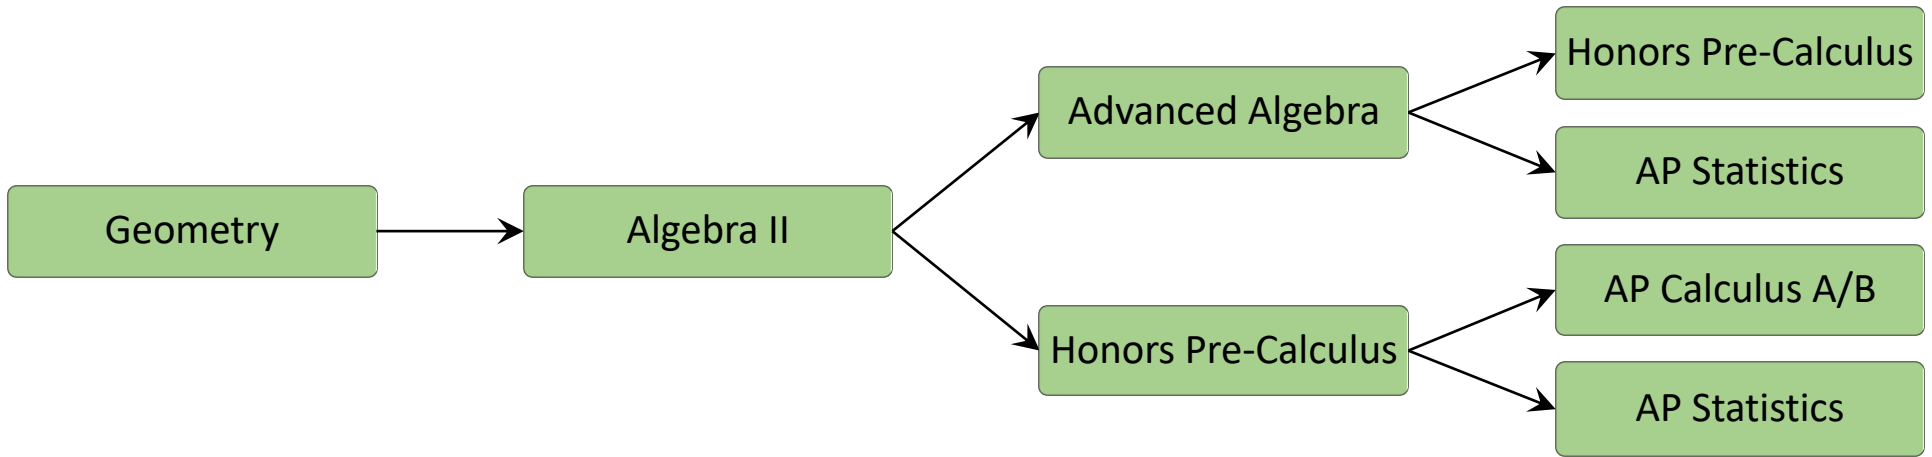 Geometry
Algebra II
Advanced Algebra
Honors Pre-Calculus
Honors Pre-Calculus
AP Statistics
AP Calculus A/B
AP Statistics